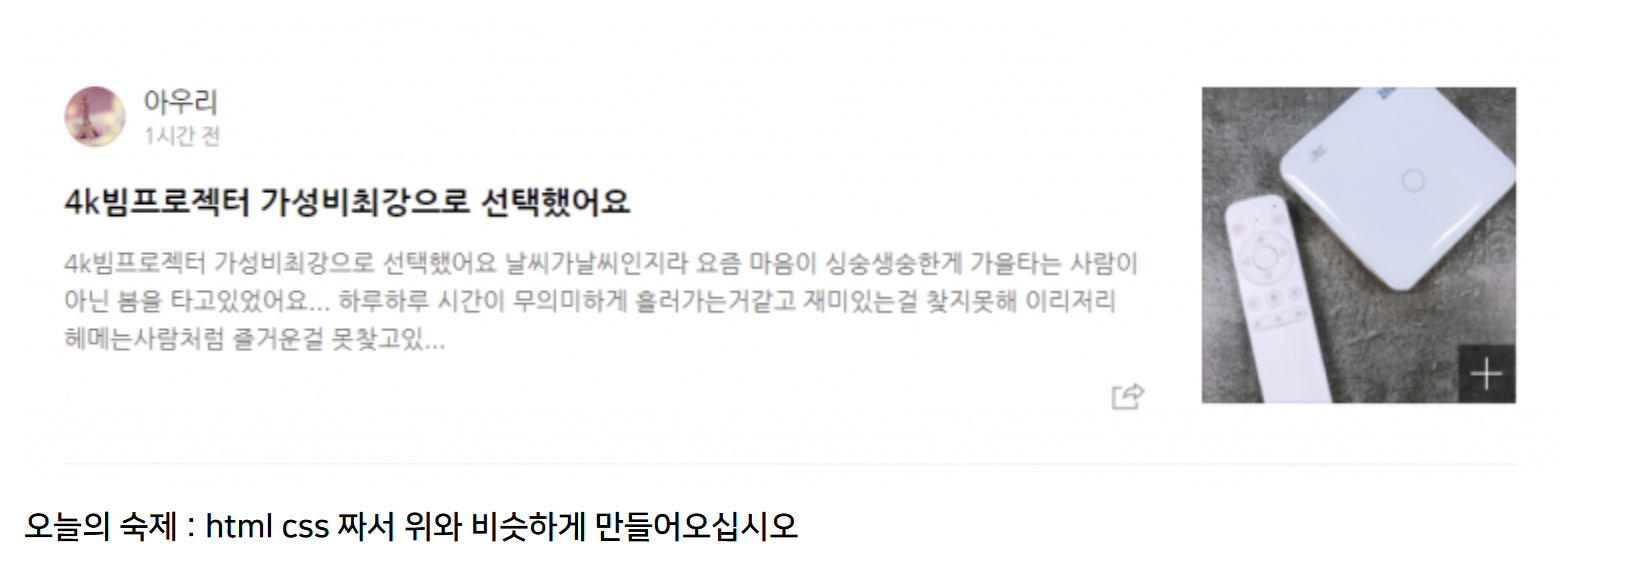 아우리
1시간 전
4k빔프로젝터 가성비최강으로 선택했어요
4k빔프로젝터 가성비최강으로 선택했어요 날씨가날씨인지라 요즘 마음이 싱숭생숭한게 가을타는 사람이
아닌 봄을 타고있었어요... 하루하루 시간이 무의미하게 흘러가는거같고 재미있는걸 찾지못해 이리저리
헤메는사람처럼 즐거운걸 못찾고있...
오늘의 숙제 : html css 짜서 위와 비슷하게 만들어오십시오